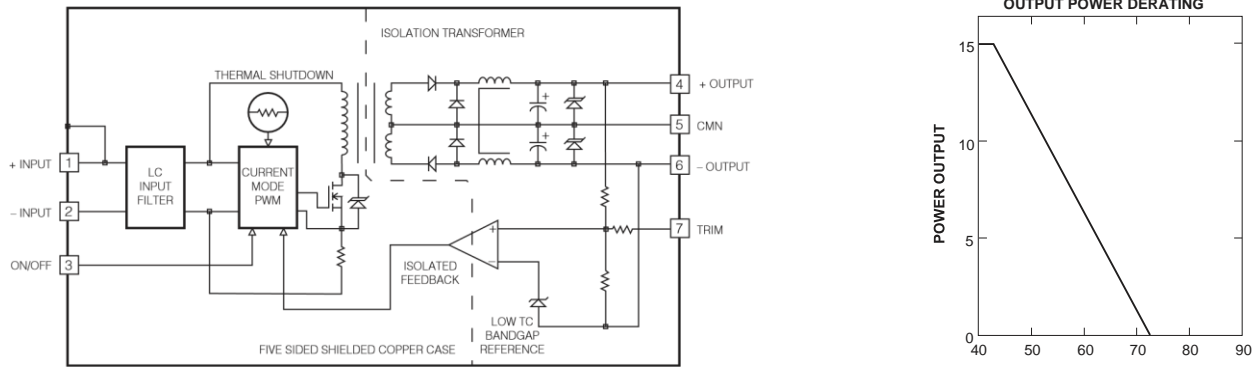 ISOLATION TRANSFORMER
THERMAL SHUTDOWN
+ INPUT
1
LC
INPUT
FILTER
CURRENT
MODE
PWM
– INPUT
2
ON/OFF
3
+
+
4
+ OUTPUT
5
CMN
6
– OUTPUT
+
–
7
TRIM
ISOLATED
FEEDBACK
LOW TC
BANDGAP
REFERENCE
FIVE SIDED SHIELDED COPPER CASE
OUTPUT POWER DERATING
POWER OUTPUT
15
10
5
0
40
50
60
70
80
90